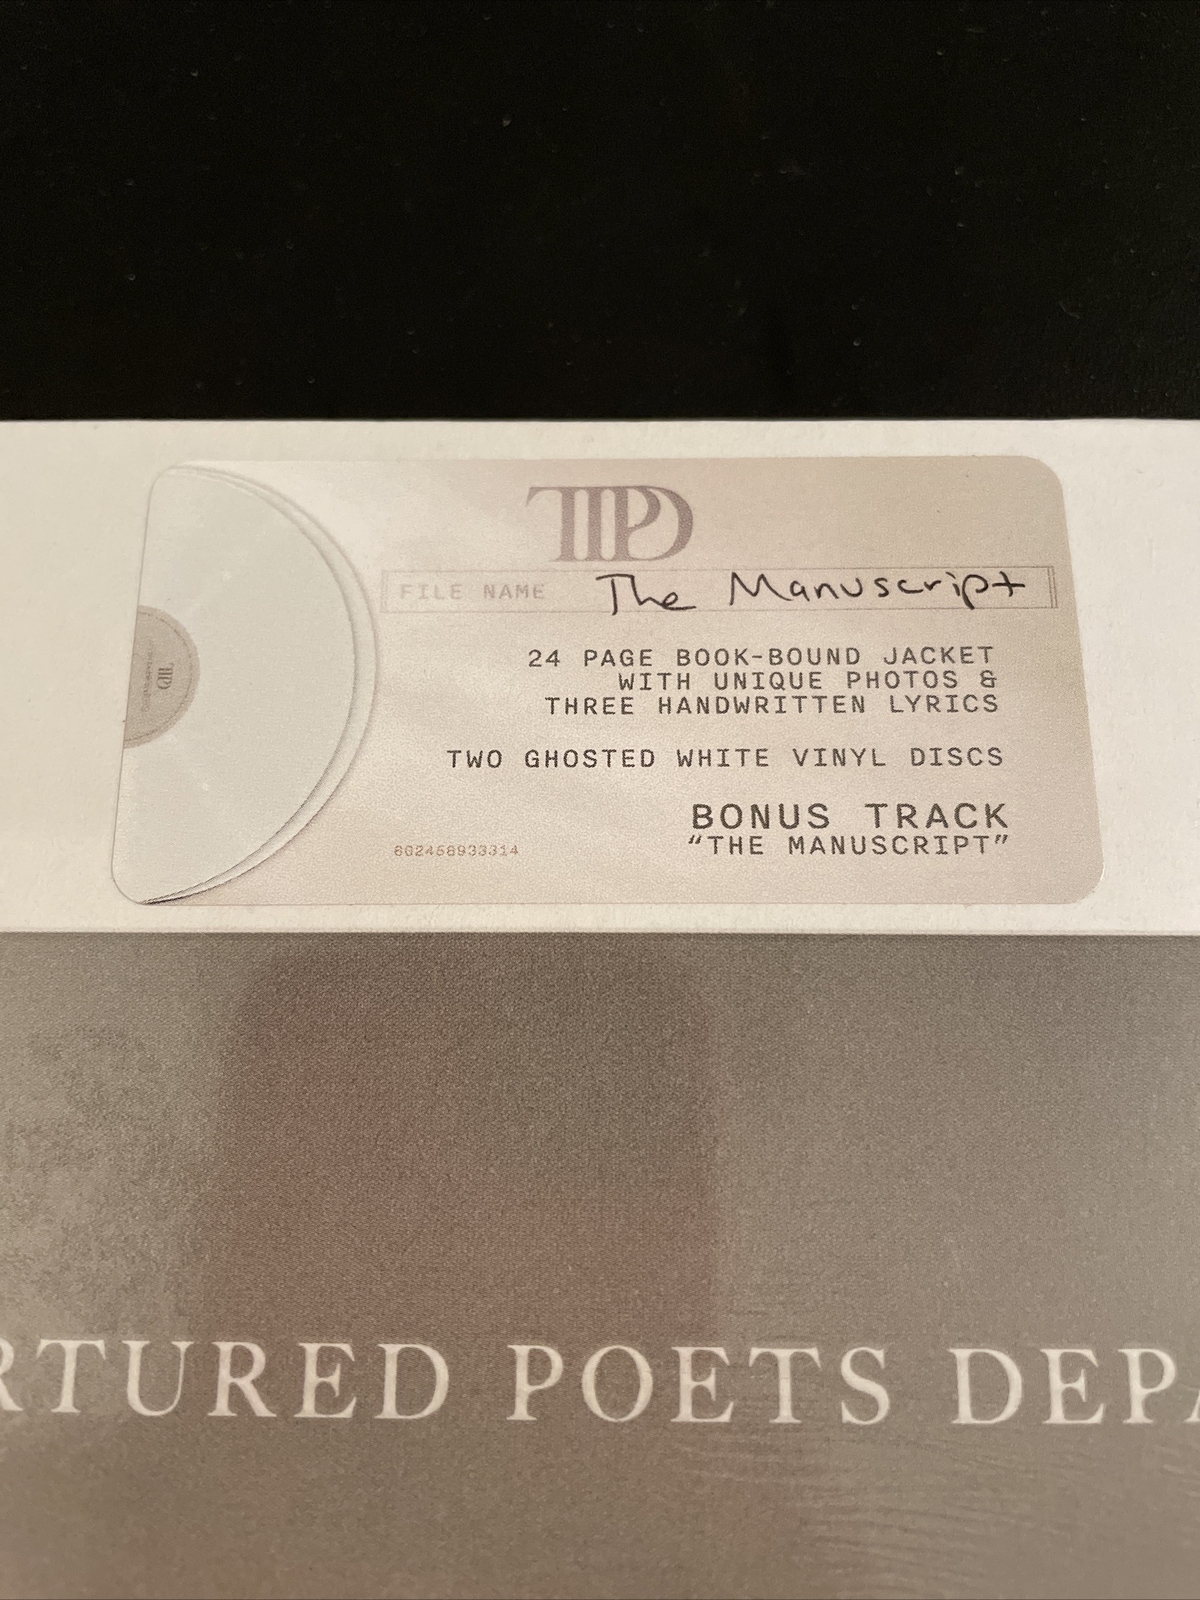 TTPD
FILE NAME The Manuscript
24 PAGE BOOK-BOUND JACKET
WITH UNIQUE PHOTOS &
THREE HANDWRITTEN LYRICS
TWO GHOSTED WHITE VINYL DISCS
BONUS TRACK
“THE MANUSCRIPT”
602458933314
TTPD
RTURED POETS DEPA